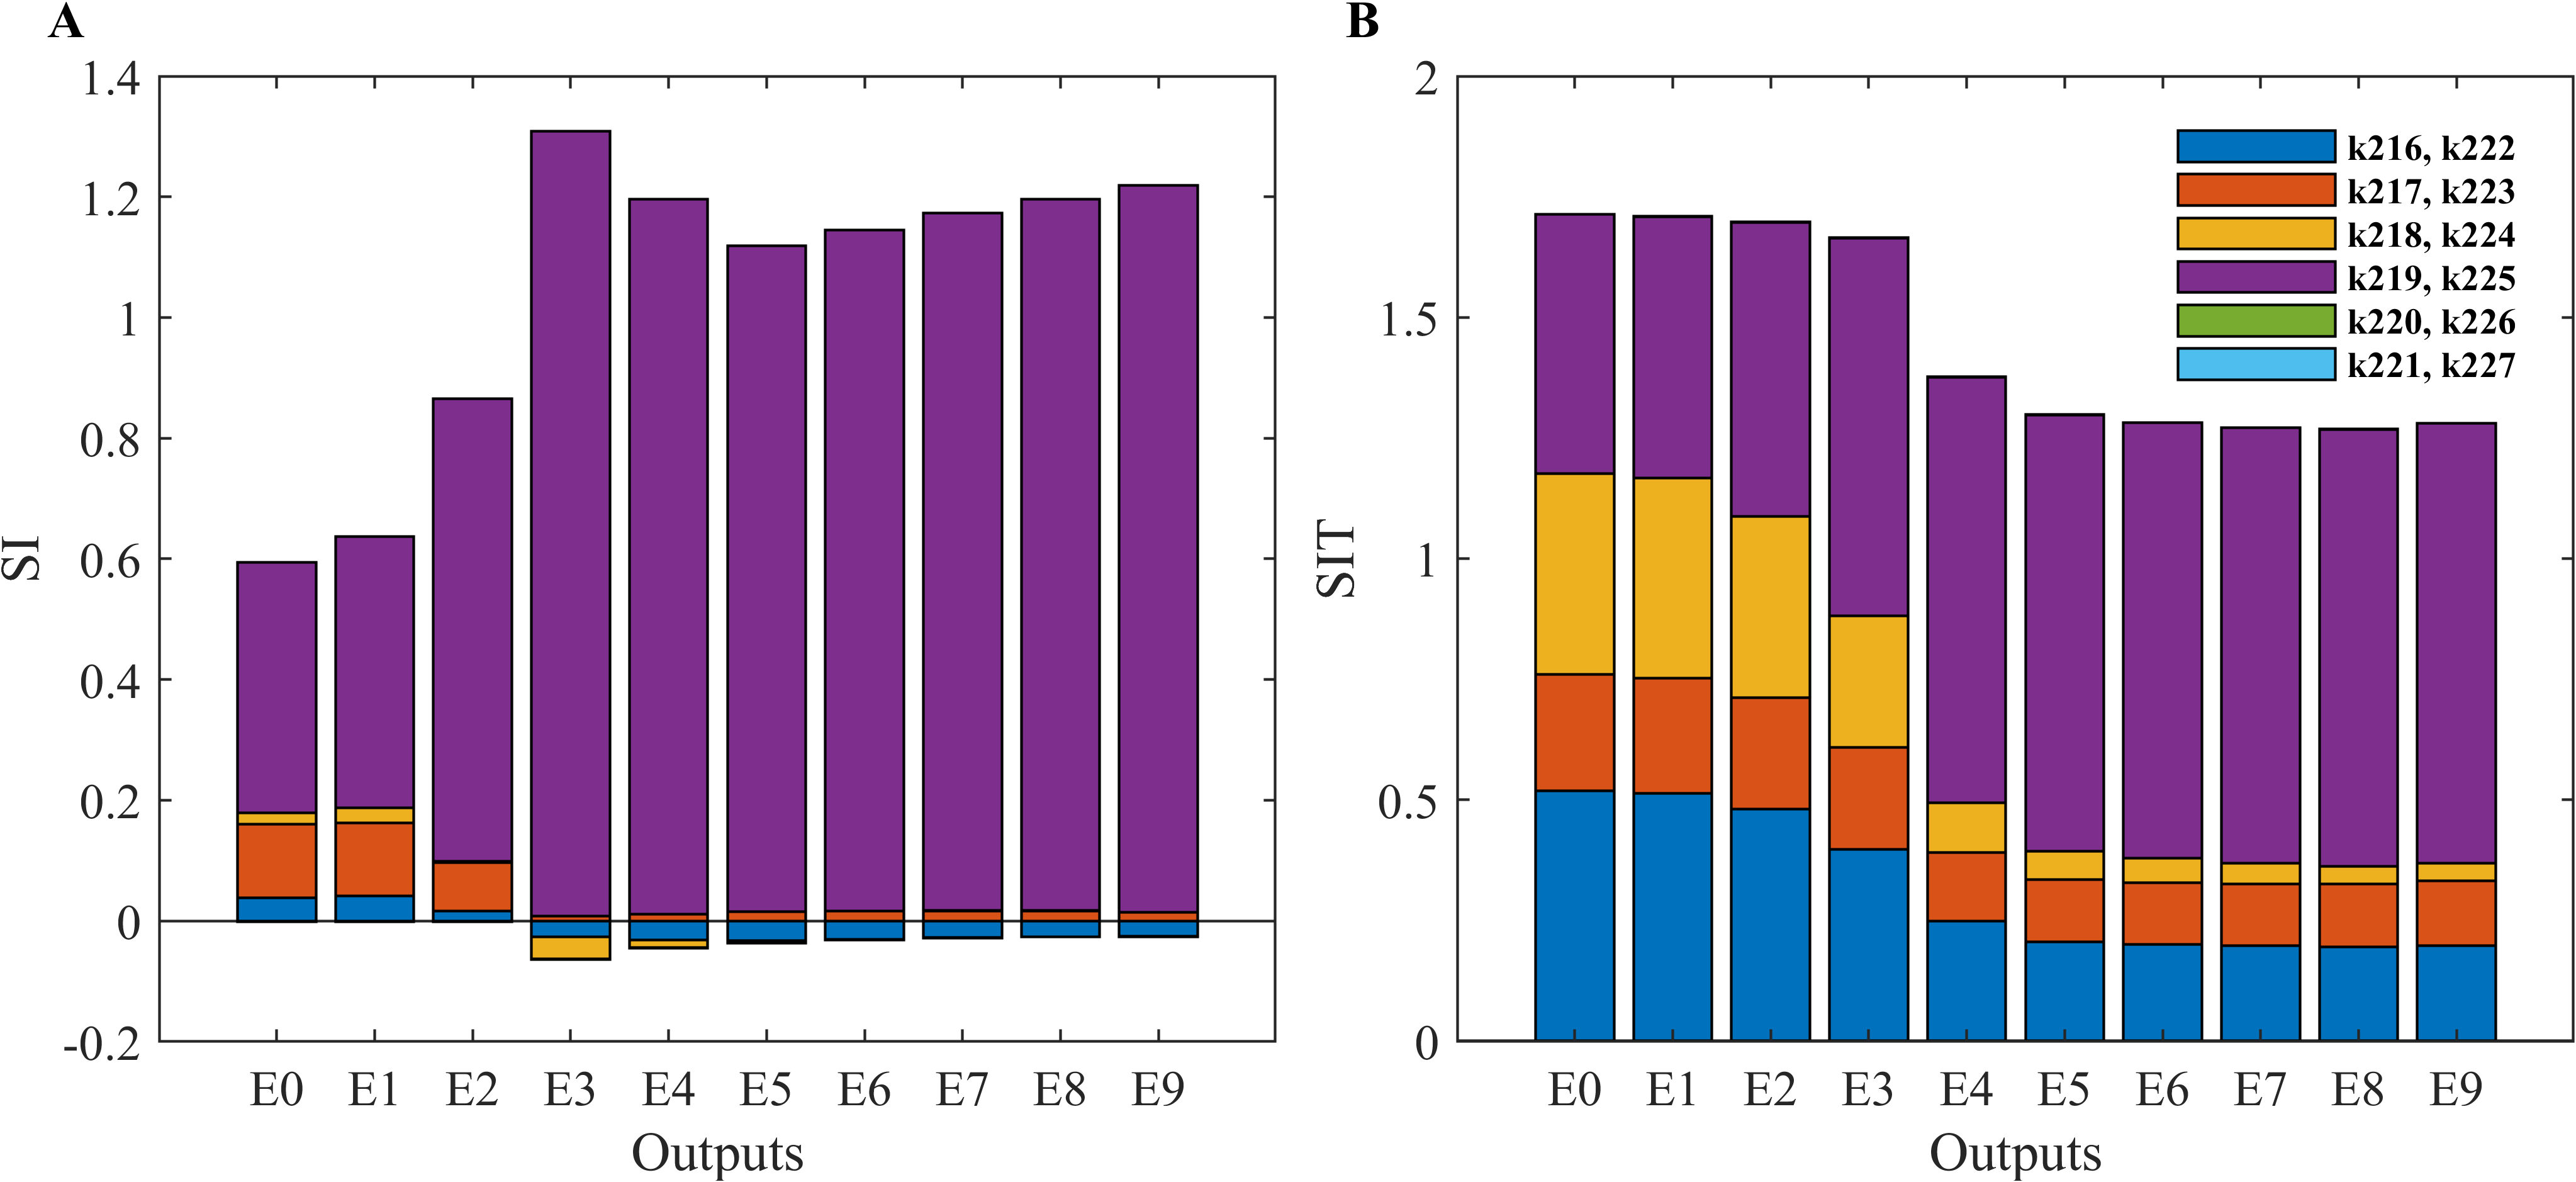 A
1.4
1.2
1
0.8
0.6
0.4
0.2
0
-0.2
SI
E0 E1 E2 E3 E4 E5 E6 E7 E8 E9
Outputs
B
2
1.5
1
0.5
0
SIT
k216, k222
k217, k223
k218, k224
k219, k225
k220, k226
k221, k227
E0 E1 E2 E3 E4 E5 E6 E7 E8 E9
Outputs